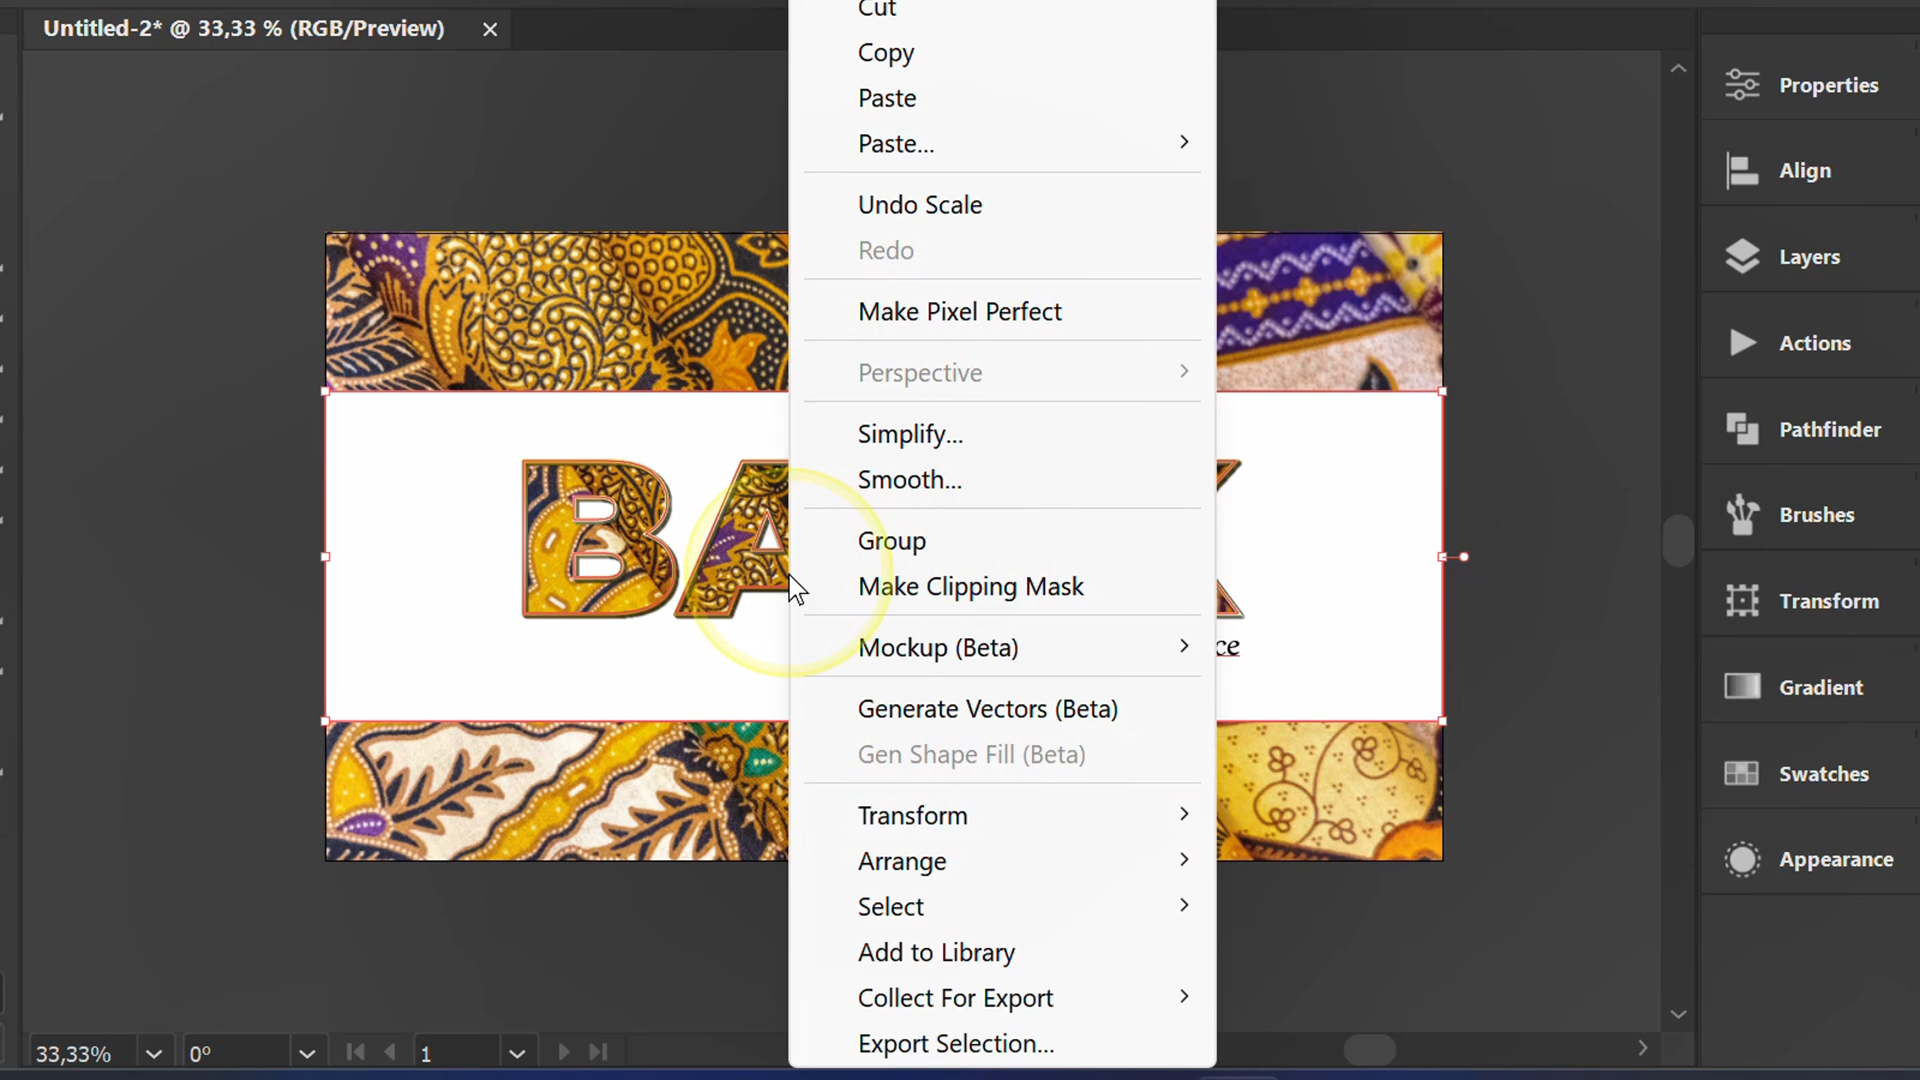 Untitled-2* @ 33,33 % (RGB/Preview)
Cut
Copy
Paste
Paste...
Undo Scale
Redo
Make Pixel Perfect
Perspective
Simplify...
Smooth...
Group
Make Clipping Mask
Mockup (Beta)
Generate Vectors (Beta)
Gen Shape Fill (Beta)
Transform
Arrange
Select
Add to Library
Collect For Export
Export Selection...
BA
K
ce
Properties
Align
Layers
Actions
Pathfinder
Brushes
Transform
Gradient
Swatches
Appearance
33,33%
0°
1